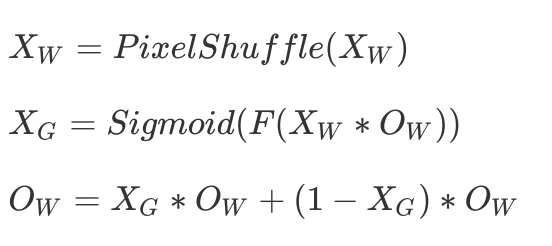 X_W = PixelShuffle(X_W)
X_G = Sigmoid(F(X_W * O_W))
O_W = X_G * O_W + (1 − X_G) * O_W